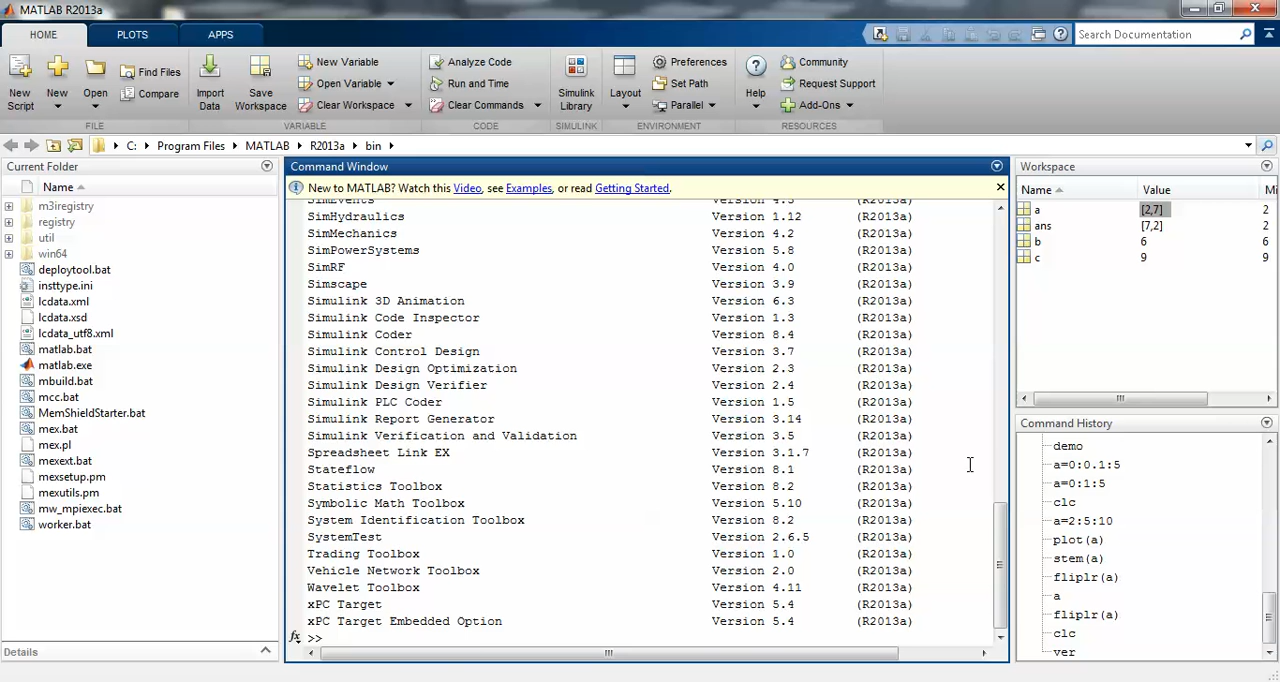 MATLAB R2013a
HOME PLOTS APPS
Search Documentation
New Script
New
Open
Find Files
Compare
FILE
Import Data
Save Workspace
New Variable
Open Variable
Clear Workspace
VARIABLE
Analyze Code
Run and Time
Clear Commands
CODE
Simulink Library
SIMULINK
Layout
Preferences
Set Path
Parallel
ENVIRONMENT
Help
Community
Request Support
Add-Ons
RESOURCES
C: Program Files MATLAB R2013a bin
Current Folder
Name
m3iregistry
registry
util
win64
deploytool.bat
insttype.ini
lcdata.xml
lcdata.xsd
lcdata_utf8.xml
matlab.bat
matlab.exe
mbuild.bat
mcc.bat
MemShieldStarter.bat
mex.bat
mex.pl
mexext.bat
mexsetup.pm
mexutils.pm
mw_mpiexec.bat
worker.bat
Details
Command Window
New to MATLAB? Watch this Video, see Examples, or read Getting Started.
SimEvents Version 4.3 (R2013a)
SimHydraulics Version 1.12 (R2013a)
SimMechanics Version 4.2 (R2013a)
SimPowerSystems Version 5.8 (R2013a)
SimRF Version 4.0 (R2013a)
Simscape Version 3.9 (R2013a)
Simulink 3D Animation Version 6.3 (R2013a)
Simulink Code Inspector Version 1.3 (R2013a)
Simulink Coder Version 8.4 (R2013a)
Simulink Control Design Version 3.7 (R2013a)
Simulink Design Optimization Version 2.3 (R2013a)
Simulink Design Verifier Version 2.4 (R2013a)
Simulink PLC Coder Version 1.5 (R2013a)
Simulink Report Generator Version 3.14 (R2013a)
Simulink Verification and Validation Version 3.5 (R2013a)
Spreadsheet Link EX Version 3.1.7 (R2013a)
Stateflow Version 8.1 (R2013a)
Statistics Toolbox Version 8.2 (R2013a)
Symbolic Math Toolbox Version 5.10 (R2013a)
System Identification Toolbox Version 8.2 (R2013a)
SystemTest Version 2.6.5 (R2013a)
Trading Toolbox Version 1.0 (R2013a)
Vehicle Network Toolbox Version 2.0 (R2013a)
Wavelet Toolbox Version 4.11 (R2013a)
xPC Target Version 5.4 (R2013a)
xPC Target Embedded Option Version 5.4 (R2013a)
fx >>
Workspace
Name Value Mi
a [2,7] 2
ans [7,2] 2
b 6 6
c 9 9
Command History
demo
a=0:0.1:5
a=0:1:5
clc
a=2:5:10
plot(a)
stem(a)
fliplr(a)
a
fliplr(a)
clc
ver